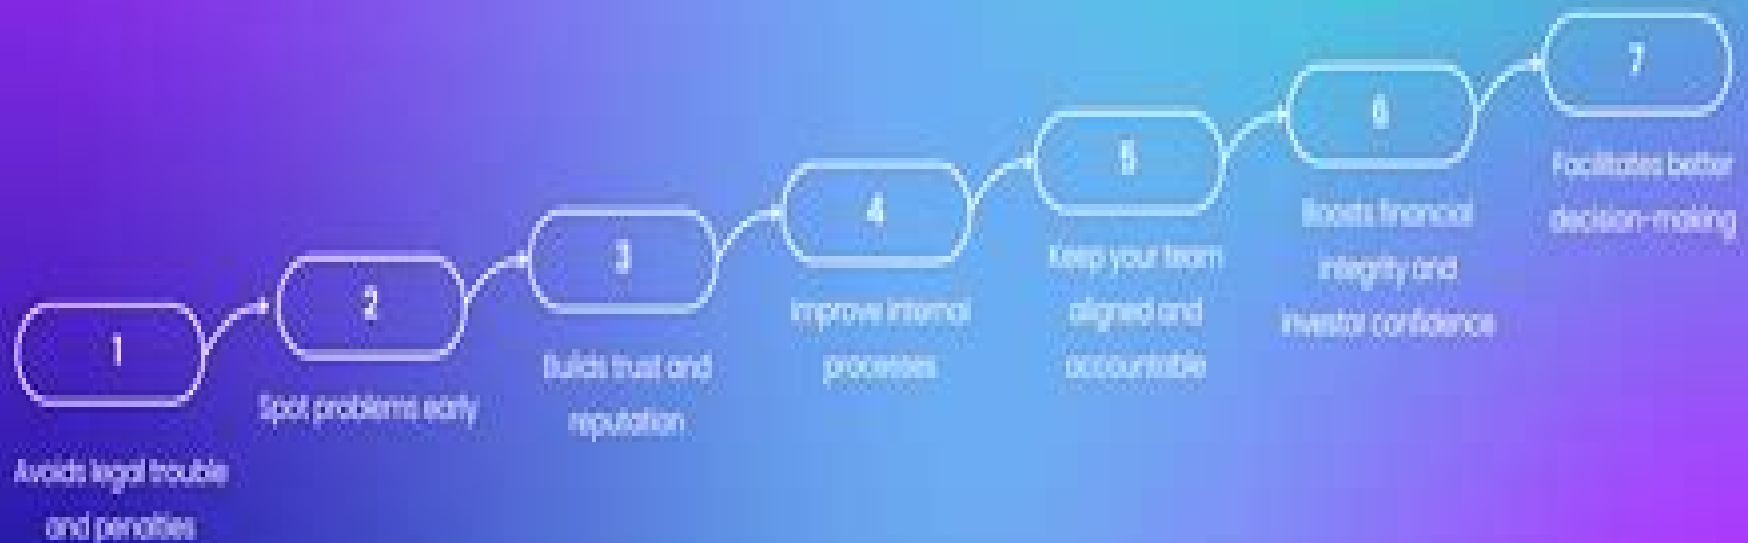 1
Avoids legal trouble
and penalties
2
Spot problems early
3
Builds trust and
reputation
4
Improve internal
processes
5
Keep your team
aligned and
accountable
6
Boosts financial
integrity and
investor confidence
7
Facilitates better
decision-making